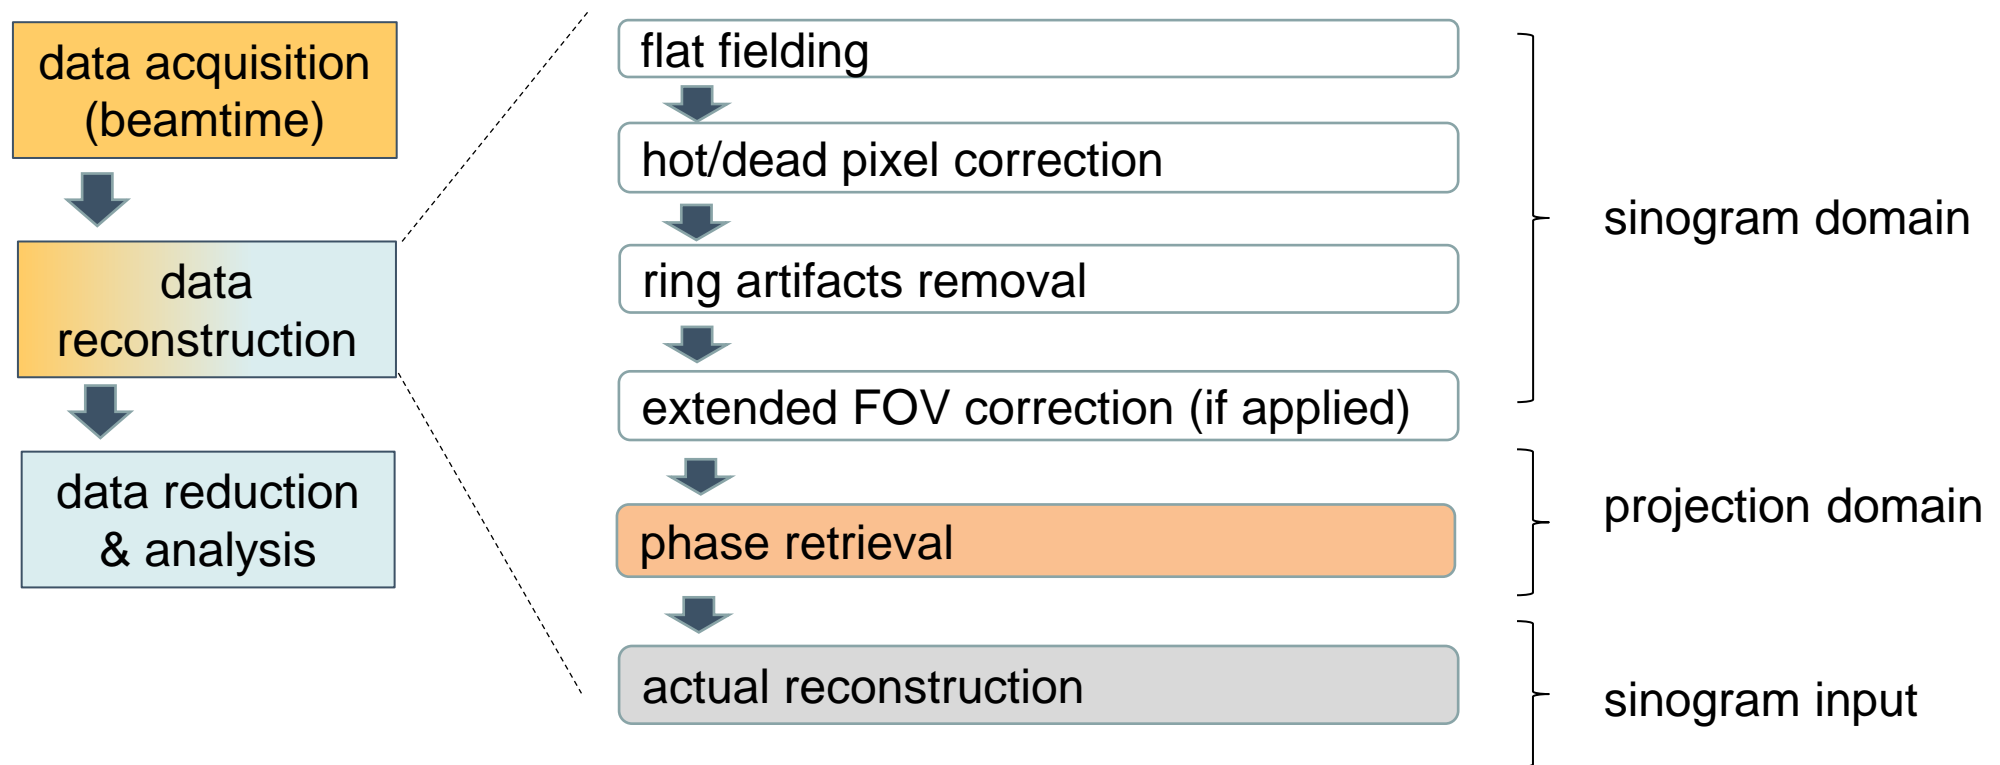 data acquisition
(beamtime)
data
reconstruction
data reduction
& analysis
flat fielding
hot/dead pixel correction
ring artifacts removal
extended FOV correction (if applied)
phase retrieval
actual reconstruction
sinogram domain
projection domain
sinogram input